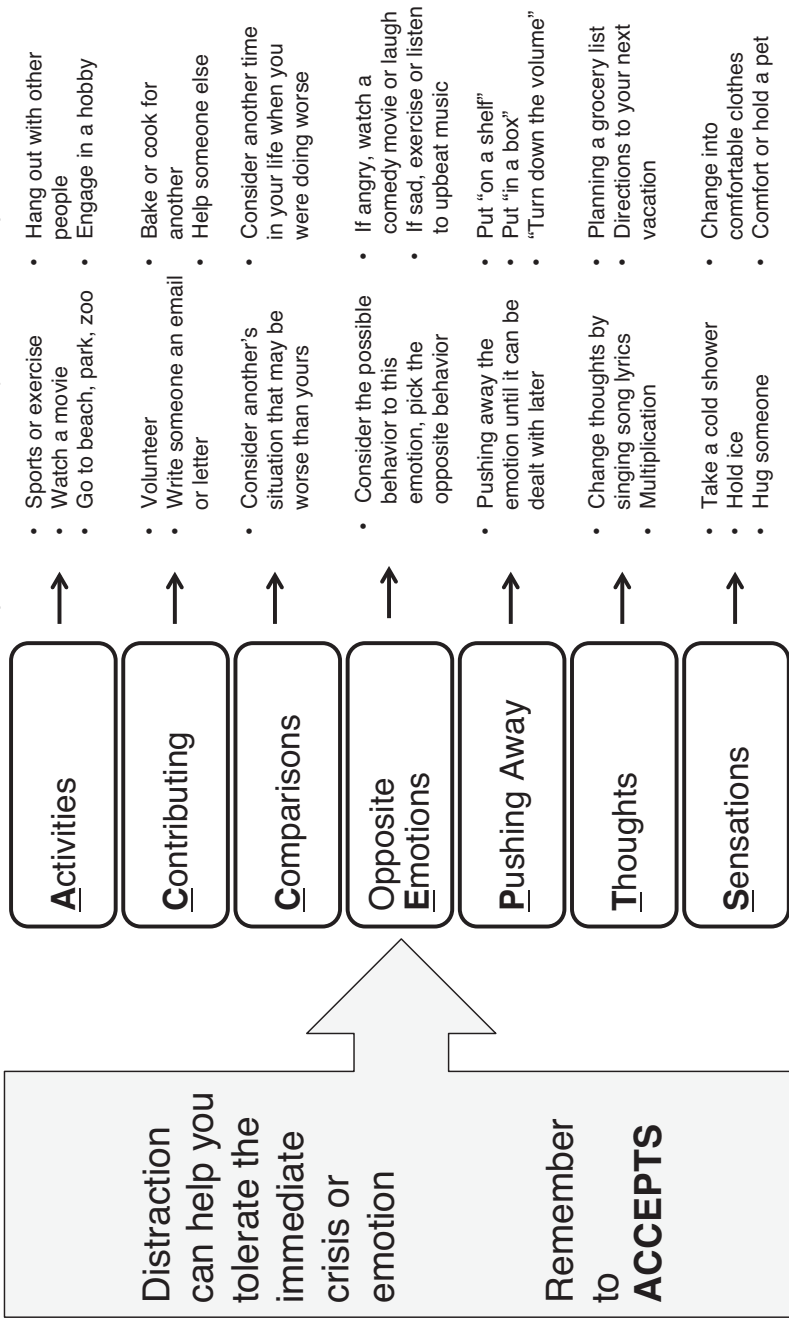 Distraction
can help you
tolerate the
immediate
crisis or
emotion
Remember
to
ACCEPTS
Activities
• Sports or exercise
• Watch a movie
• Go to beach, park, zoo
• Hang out with other
people
• Engage in a hobby
Contributing
• Volunteer
• Write someone an email
or letter
• Bake or cook for
another
• Help someone else
Comparisons
• Consider another's
situation that may be
worse than yours
• Consider another time
in your life when you
were doing worse
Opposite
Emotions
• Consider the possible
behavior to this
emotion, pick the
opposite behavior
• If angry, watch a
comedy movie or laugh
• If sad, exercise or listen
to upbeat music
Pushing Away
• Pushing away the
emotion until it can be
dealt with later
• Put "on a shelf"
• Put "in a box"
• "Turn down the volume"
Thoughts
• Change thoughts by
singing song lyrics
• Multiplication
• Planning a grocery list
• Directions to your next
vacation
Sensations
• Take a cold shower
• Hold ice
• Hug someone
• Change into
comfortable clothes
• Comfort or hold a pet